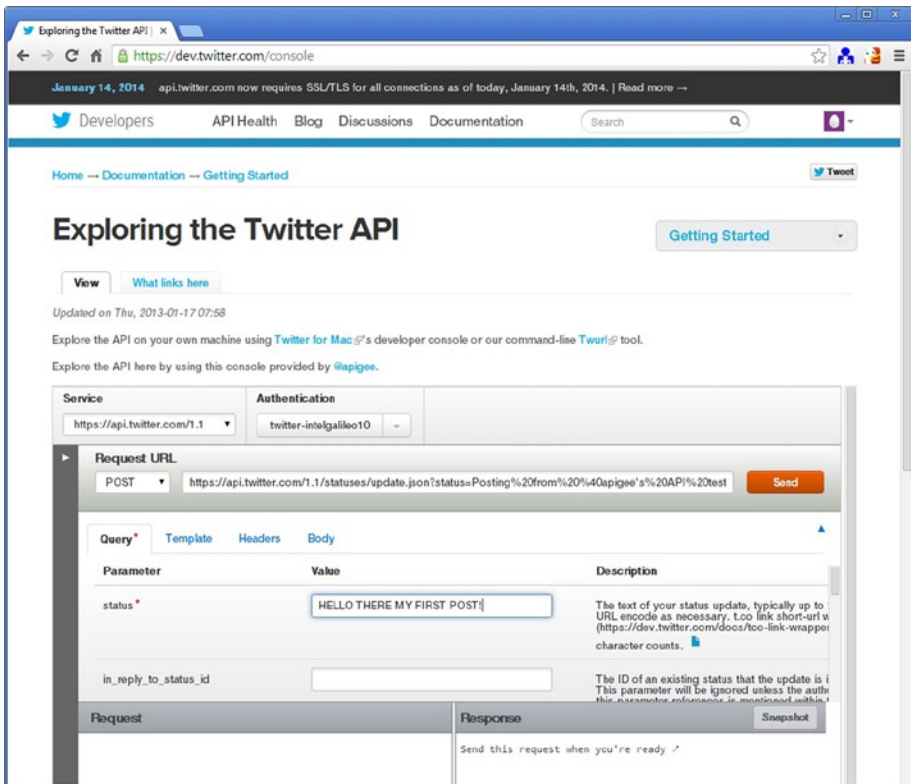 Exploring the Twitter API
https://dev.twitter.com/console
January 14, 2014 api.twitter.com now requires SSL/TLS for all connections as of today, January 14th, 2014. | Read more →
Developers API Health Blog Discussions Documentation Search
Home → Documentation → Getting Started Tweet
Exploring the Twitter API
Getting Started
View What links here
Updated on Thu, 2013-01-17 07:58
Explore the API on your own machine using Twitter for Mac's developer console or our command-line Twurl tool.
Explore the API here by using this console provided by @apigee.
Service Authentication
https://api.twitter.com/1.1 twitter-intelgalileo10
Request URL
POST https://api.twitter.com/1.1/statuses/update.json?status=Posting%20from%20%40apigee's%20API%20test Send
Query* Template Headers Body
Parameter Value Description
status * HELLO THERE MY FIRST POST! The text of your status update, typically up to
URL encode as necessary. t.co link short-url w
(https://dev.twitter.com/docs/tco-link-wrapper
character counts.
in_reply_to_status_id The ID of an existing status that the update is i
This parameter will be ignored unless the auth
this parameter references is mentioned within
Request Response Snapshot
Send this request when you're ready